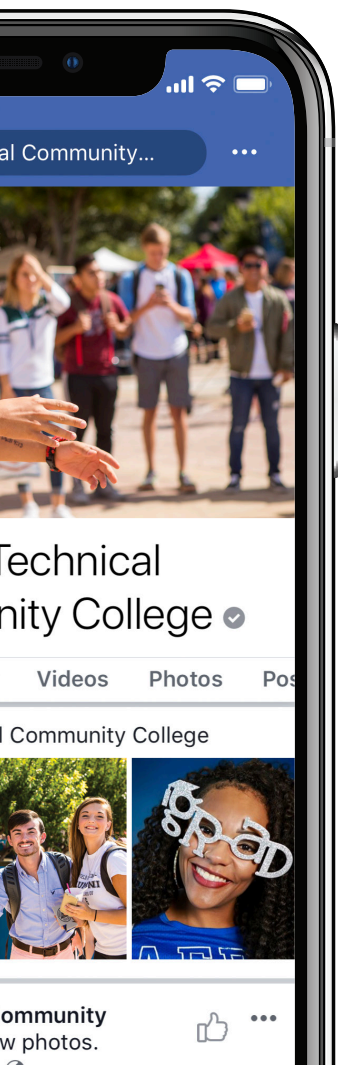 al Community...
Technical
nity College
Videos Photos Pos
l Community College
grad
ommunity
w photos.